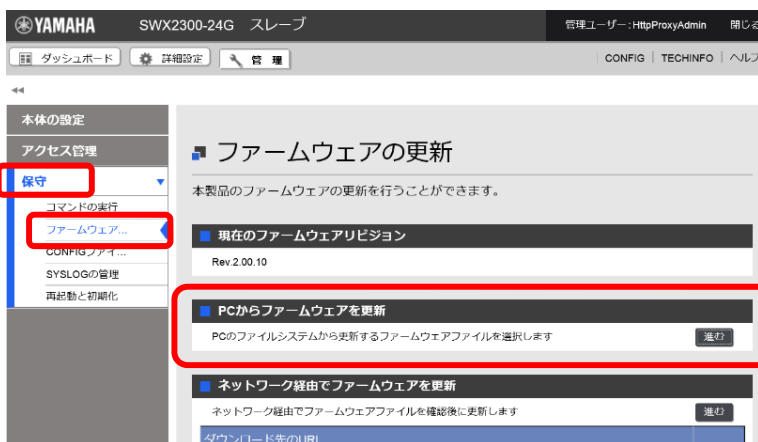 YAMAHA SWX2300-24G スレーブ 管理ユーザー:HttpProxyAdmin 閉じる
ダッシュボード 詳細設定 管理 CONFIG | TECHINFO | ヘルプ
本体の設定
アクセス管理
保守
コマンドの実行
ファームウェア...
CONFIGファイ...
SYSLOGの管理
再起動と初期化
ファームウェアの更新
本製品のファームウェアの更新を行うことができます。
現在のファームウェアリビジョン
Rev.2.00.10
PCからファームウェアを更新
PCのファイルシステムから更新するファームウェアファイルを選択します 進む
ネットワーク経由でファームウェアを更新
ネットワーク経由でファームウェアファイルを確認後に更新します 進む
ダウンロード先のURL